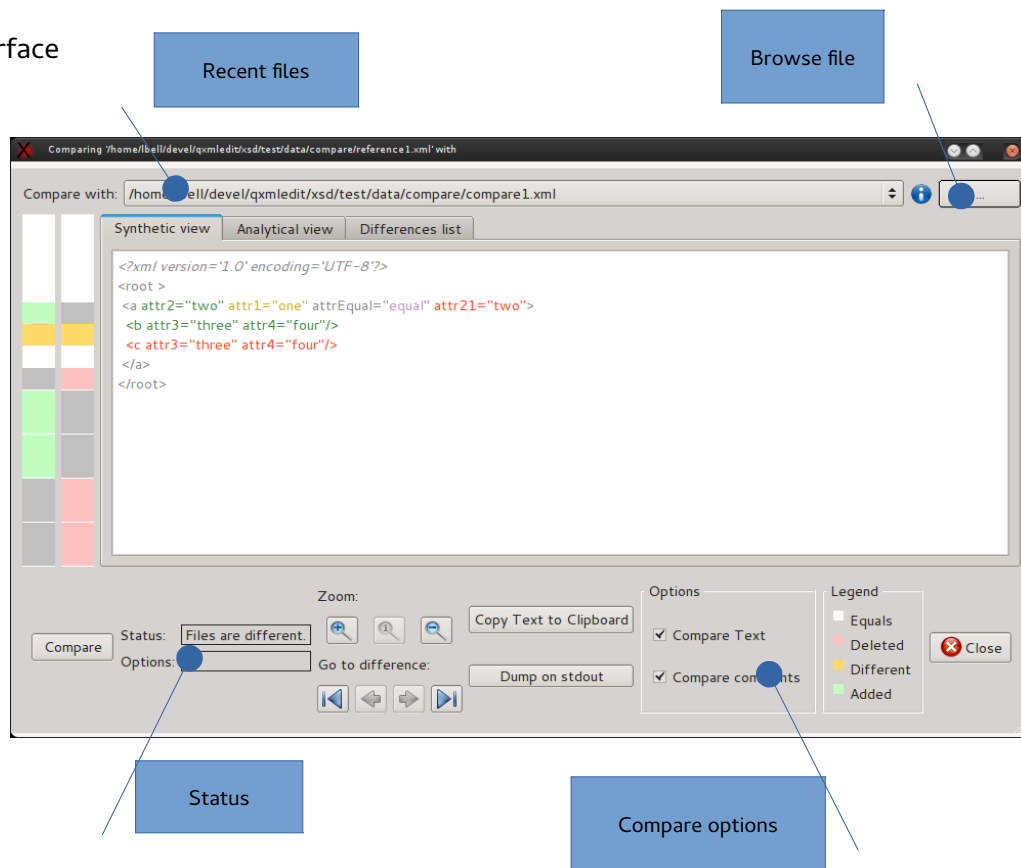 rface
Recent files
Browse file
Comparing '/home/lbell/devel/qxmledit/xsd/test/data/compare/reference1.xml' with
Compare with: /home/ ell/devel/qxmledit/xsd/test/data/compare/compare1.xml
...
Synthetic view Analytical view Differences list
<?xml version='1.0' encoding='UTF-8'?>
<root >
<a attr2="two" attr1="one" attrEqual="equal" attr21="two">
<b attr3="three" attr4="four"/>
<c attr3="three" attr4="four"/>
</a>
</root>
Zoom:
Options
Legend
Compare
Status: Files are different.
Options:
Copy Text to Clipboard
Compare Text
Equals
Deleted
Different
Added
Close
Go to difference:
Dump on stdout
Compare comments
Status
Compare options